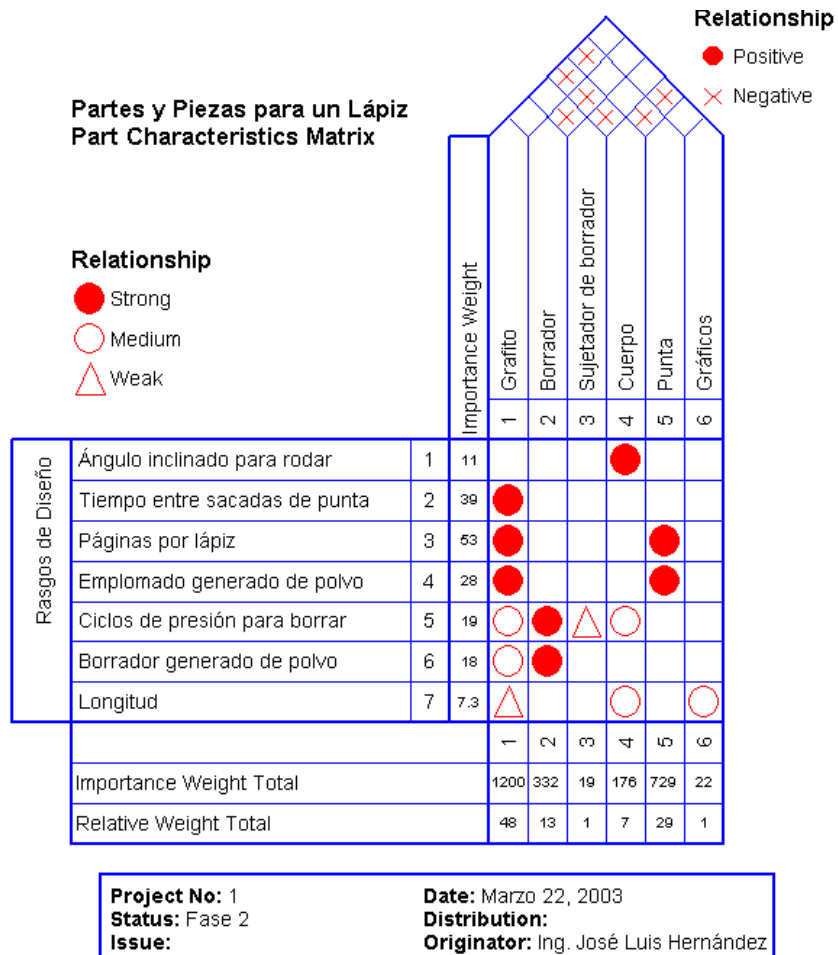 Relationship
Positive
Negative
Partes y Piezas para un Lápiz
Part Characteristics Matrix
Relationship
Strong
Medium
Weak
Importance Weight
Grafito
Borrador
Sujetador de borrador
Cuerpo
Punta
Gráficos
1 2 3 4 5 6
Rasgos de Diseño
Ángulo inclinado para rodar 1 11
Tiempo entre sacadas de punta 2 39
Páginas por lápiz 3 53
Emplomado generado de polvo 4 28
Ciclos de presión para borrar 5 19
Borrador generado de polvo 6 18
Longitud 7 7.3
1 2 3 4 5 6
Importance Weight Total 1200 332 19 176 729 22
Relative Weight Total 48 13 1 7 29 1
Project No: 1 Date: Marzo 22, 2003
Status: Fase 2 Distribution:
Issue: Originator: Ing. José Luis Hernández